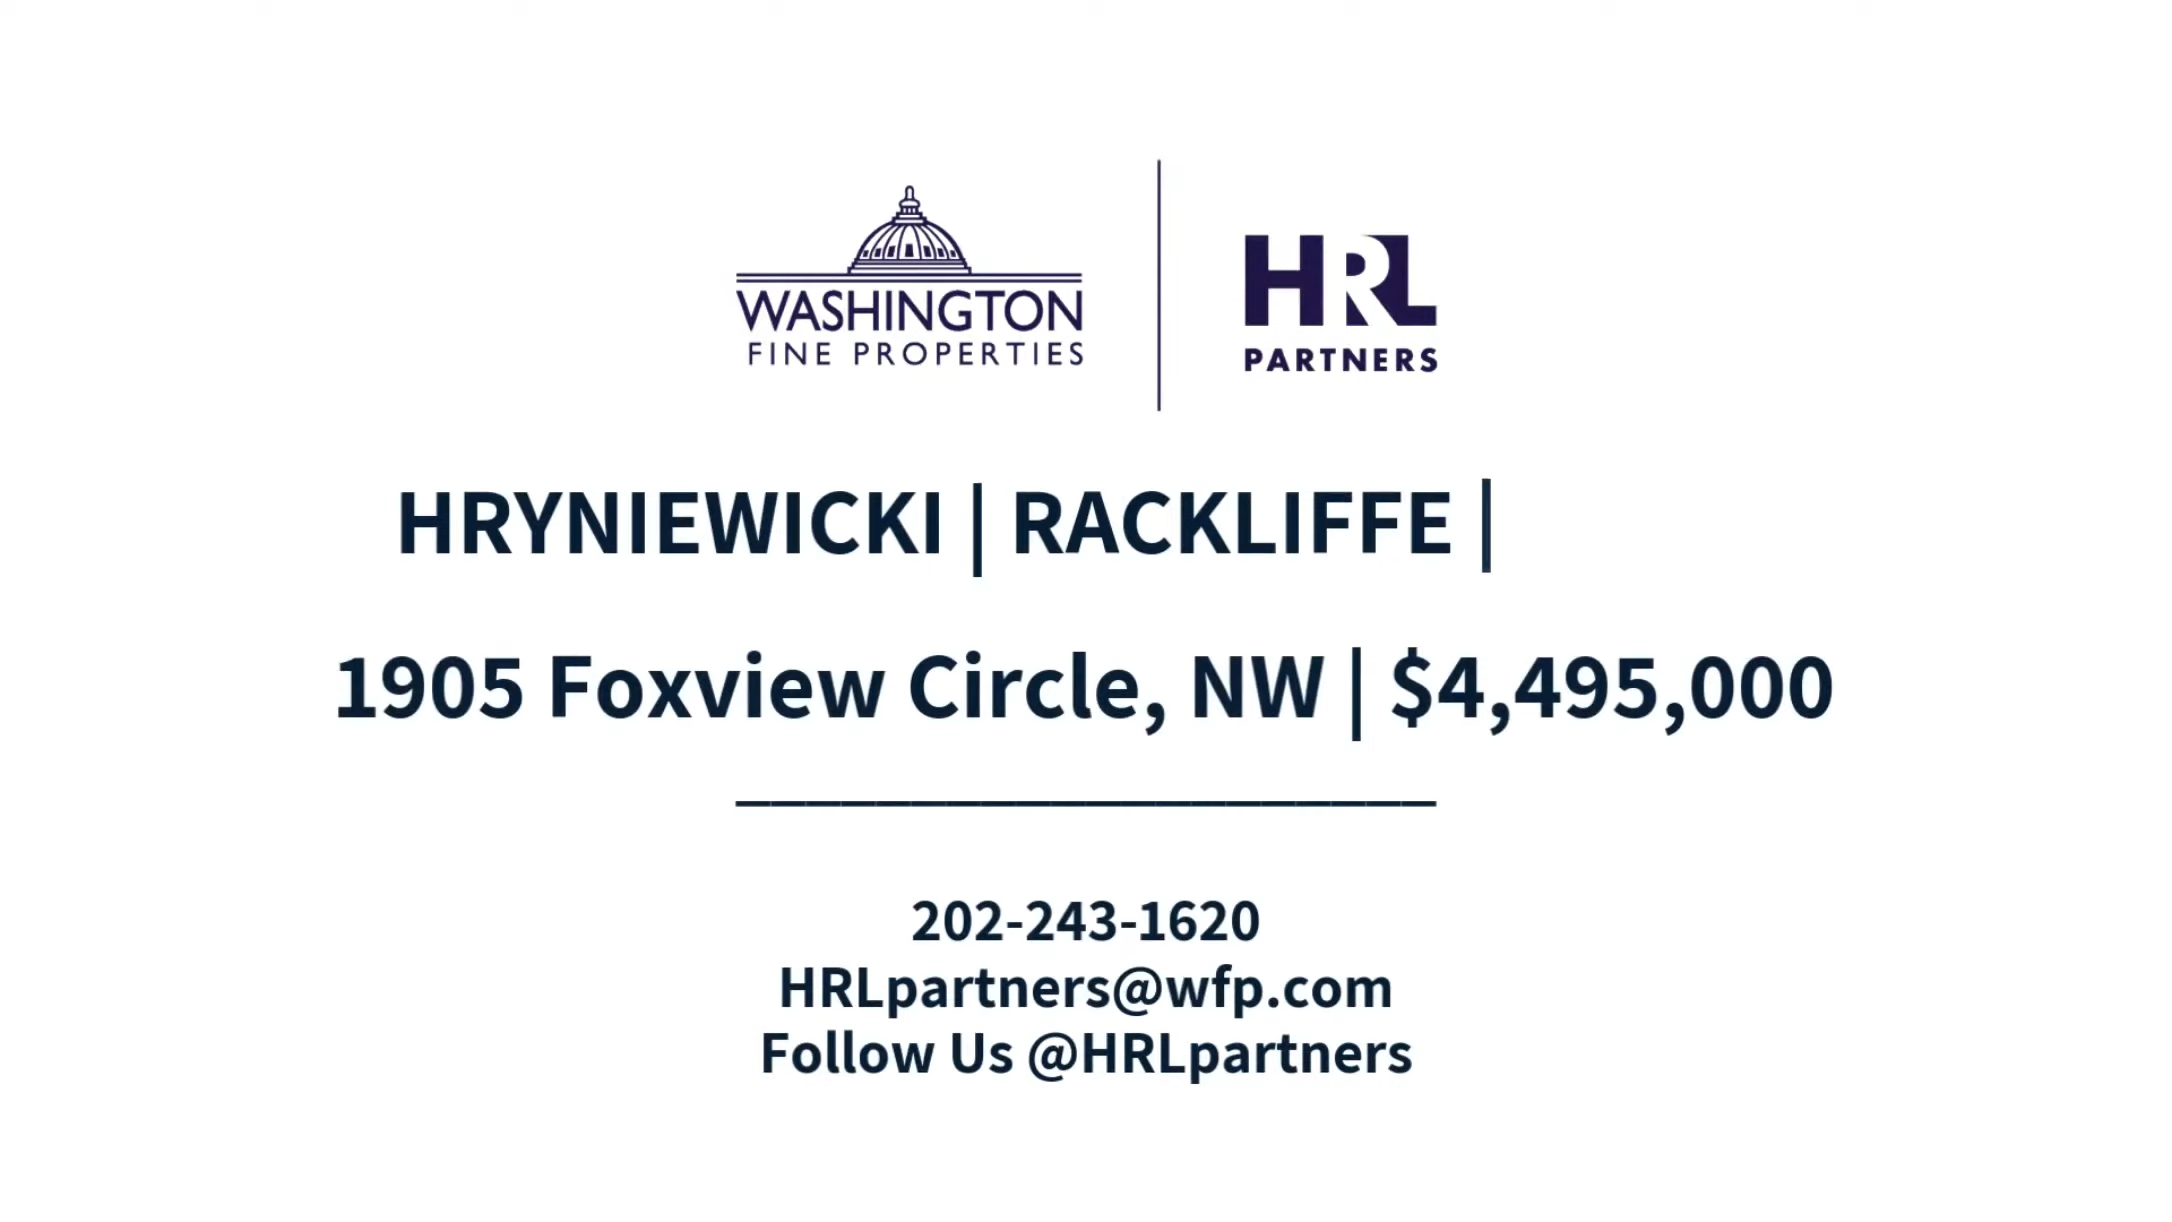 WASHINGTON
FINE PROPERTIES
HRL
PARTNERS
HRYNIEWICKI | RACKLIFFE |
1905 Foxview Circle, NW | $4,495,000
202-243-1620
HRLpartners@wfp.com
Follow Us @HRLpartners